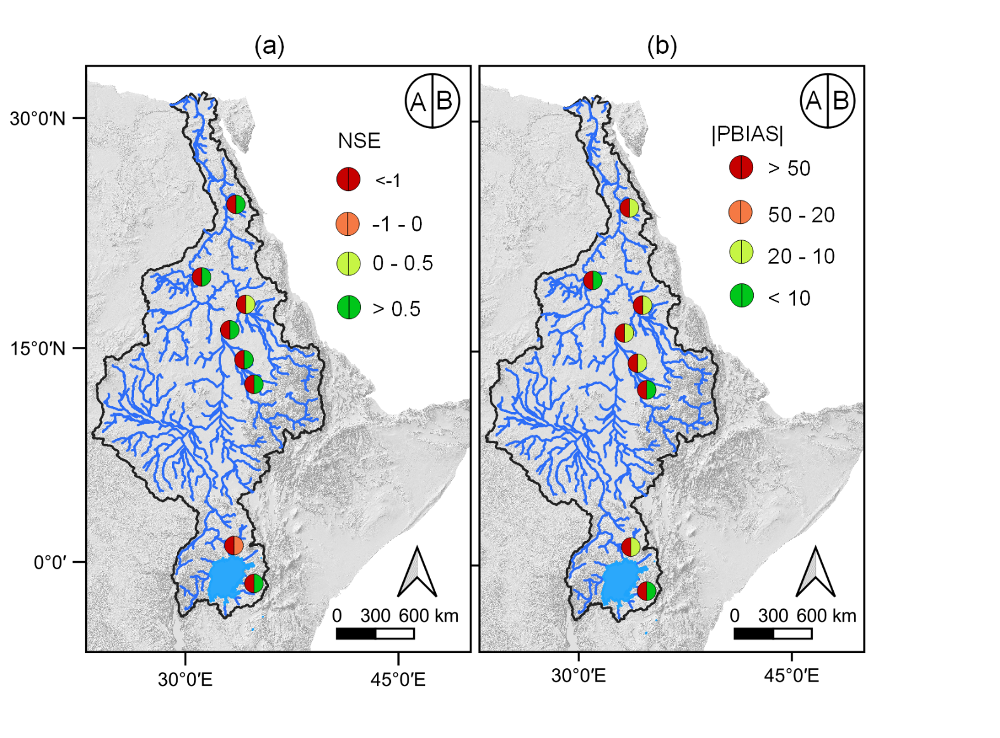 (a)
(b)
A B
A B
30°0′N
15°0′N
0°0′
NSE
<-1
-1 - 0
0 - 0.5
> 0.5
|PBIAS|
> 50
50 - 20
20 - 10
< 10
0 300 600 km
0 300 600 km
30°0′E
45°0′E
30°0′E
45°0′E